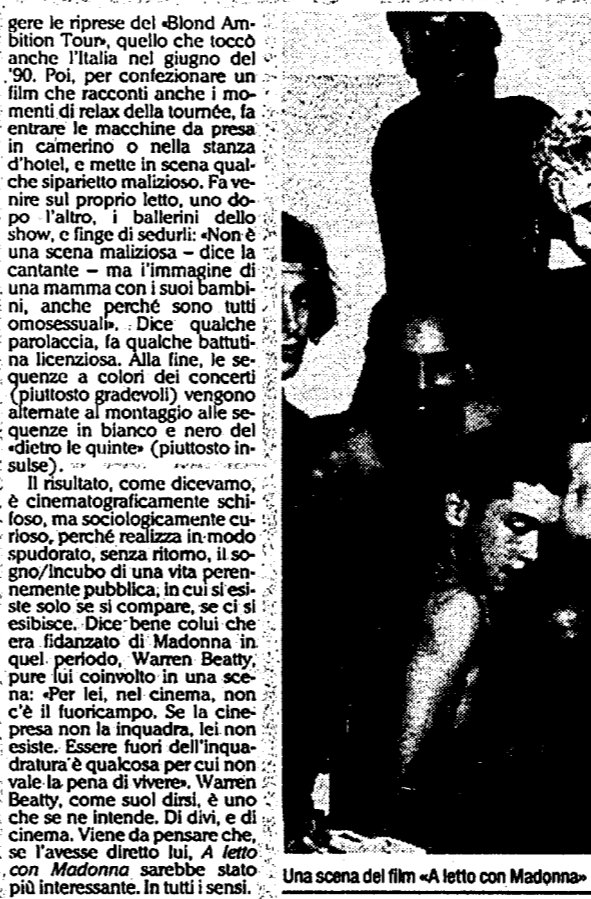 gere le riprese del «Blond Am-
bition Tour», quello che toccò
anche l'Italia nel giugno del
'90. Poi, per confezionare un
film che racconti anche i mo-
menti di relax della tournée, fa
entrare le macchine da presa
in camerino o nella stanza
d'hotel, e mette in scena qual-
che siparietto malizioso. Fa ve-
nire sul proprio letto, uno do-
po l'altro, i ballerini dello
show, e finge di sedurli: «Non è
una scena maliziosa – dice la
cantante – ma l'immagine di
una mamma con i suoi bambi-
ni, anche perché sono tutti
omosessuali». Dice qualche
parolaccia, fa qualche battuti-
na licenziosa. Alla fine, le se-
quenze a colori dei concerti
(piuttosto gradevoli) vengono
alternate al montaggio alle se-
quenze in bianco e nero del
«dietro le quinte» (piuttosto in-
sulse).
Il risultato, come dicevamo,
è cinematograficamente schi-
foso, ma sociologicamente cu-
rioso, perché realizza in modo
spudorato, senza ritorno, il so-
gno/incubo di una vita peren-
nemente pubblica, in cui si esi-
ste solo se si compare, se ci si
esibisce. Dice bene colui che
era fidanzato di Madonna in
quel periodo, Warren Beatty,
pure lui coinvolto in una sce-
na: «Per lei, nel cinema, non
c'è il fuoricampo. Se la cine-
presa non la inquadra, lei non
esiste. Essere fuori dell'inqua-
dratura è qualcosa per cui non
vale la pena di vivere». Warren
Beatty, come suol dirsi, è uno
che se ne intende. Di divi, e di
cinema. Viene da pensare che,
se l'avesse diretto lui, A letto
con Madonna sarebbe stato
più interessante. In tutti i sensi.
Una scena del film «A letto con Madonna»